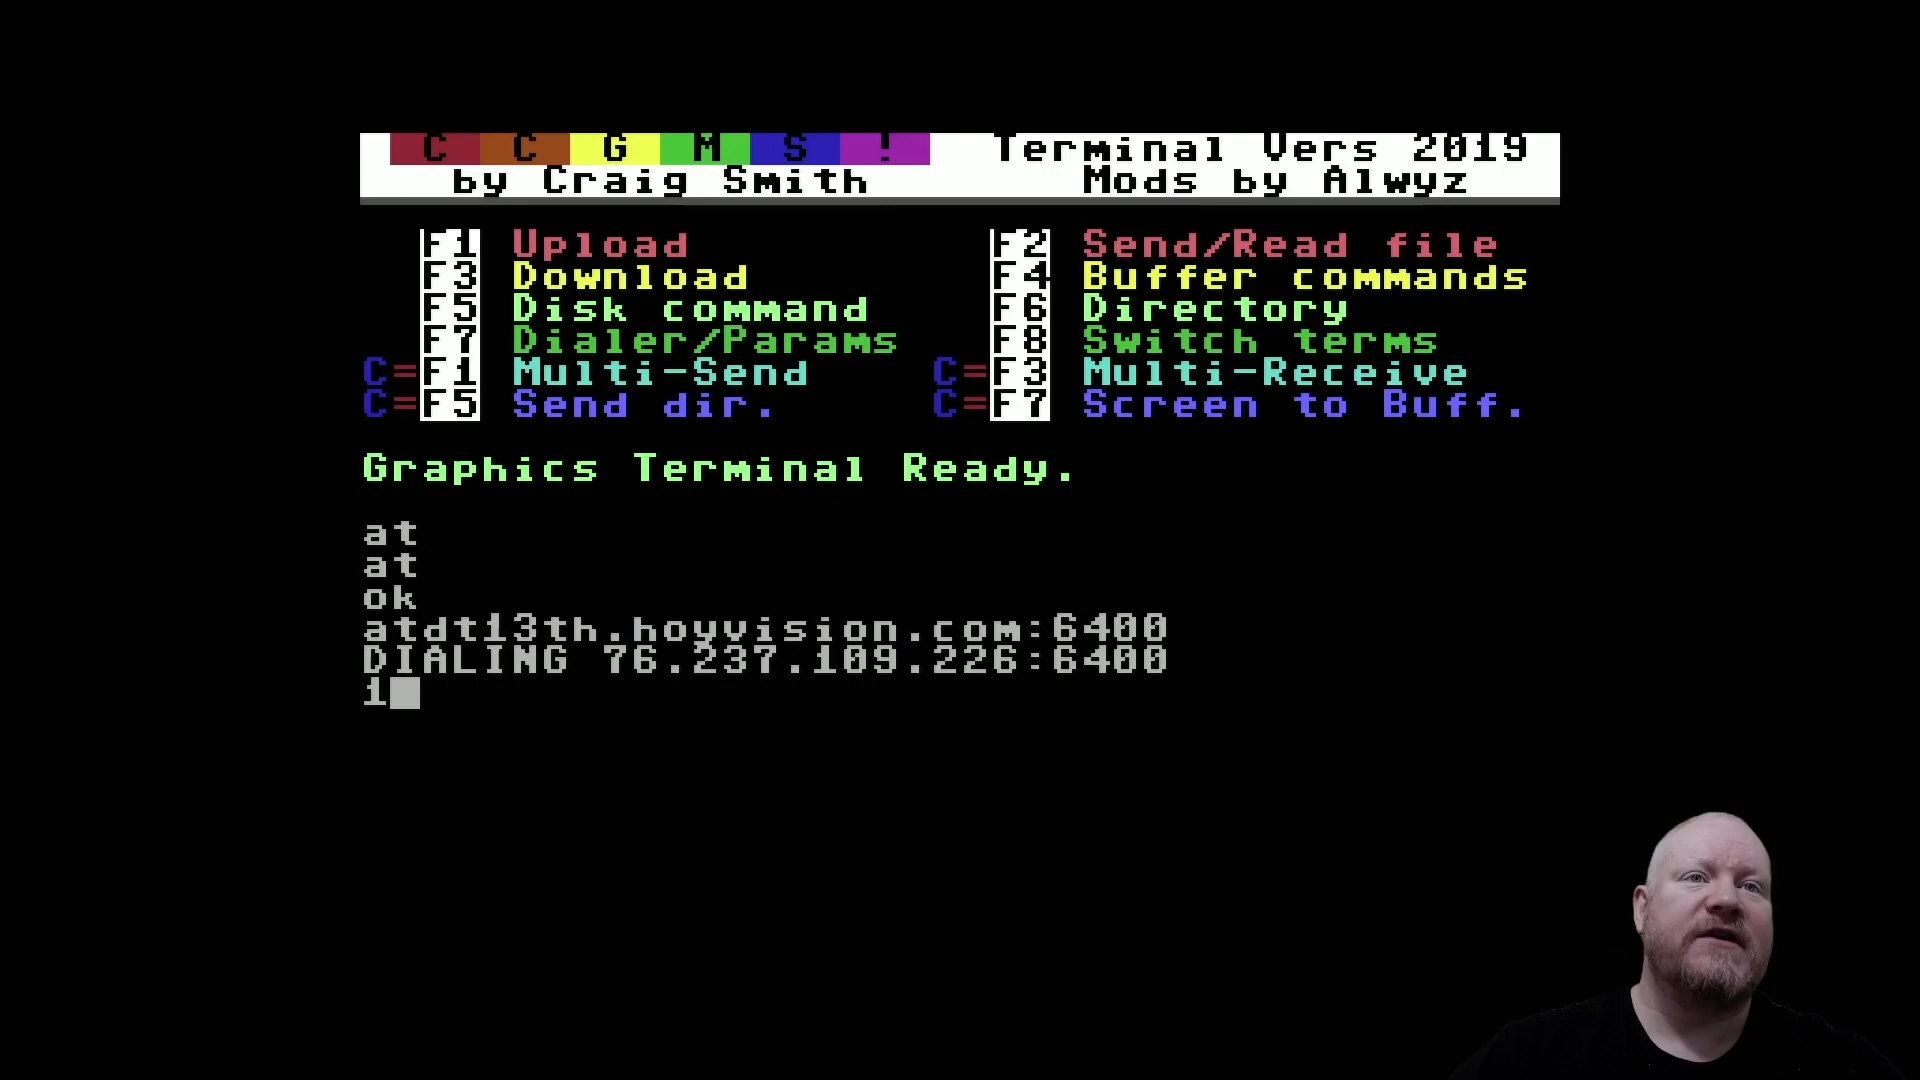 C C G M S ! Terminal Vers 2019
by Craig Smith Mods by Alwyz
F1 Upload F2 Send/Read file
F3 Download F4 Buffer commands
F5 Disk command F6 Directory
F7 Dialer/Params F8 Switch terms
C=F1 Multi-Send C=F3 Multi-Receive
C=F5 Send dir. C=F7 Screen to Buff.
Graphics Terminal Ready.
at
at
ok
atdt13th.hoyvision.com:6400
DIALING 76.237.109.226:6400
1